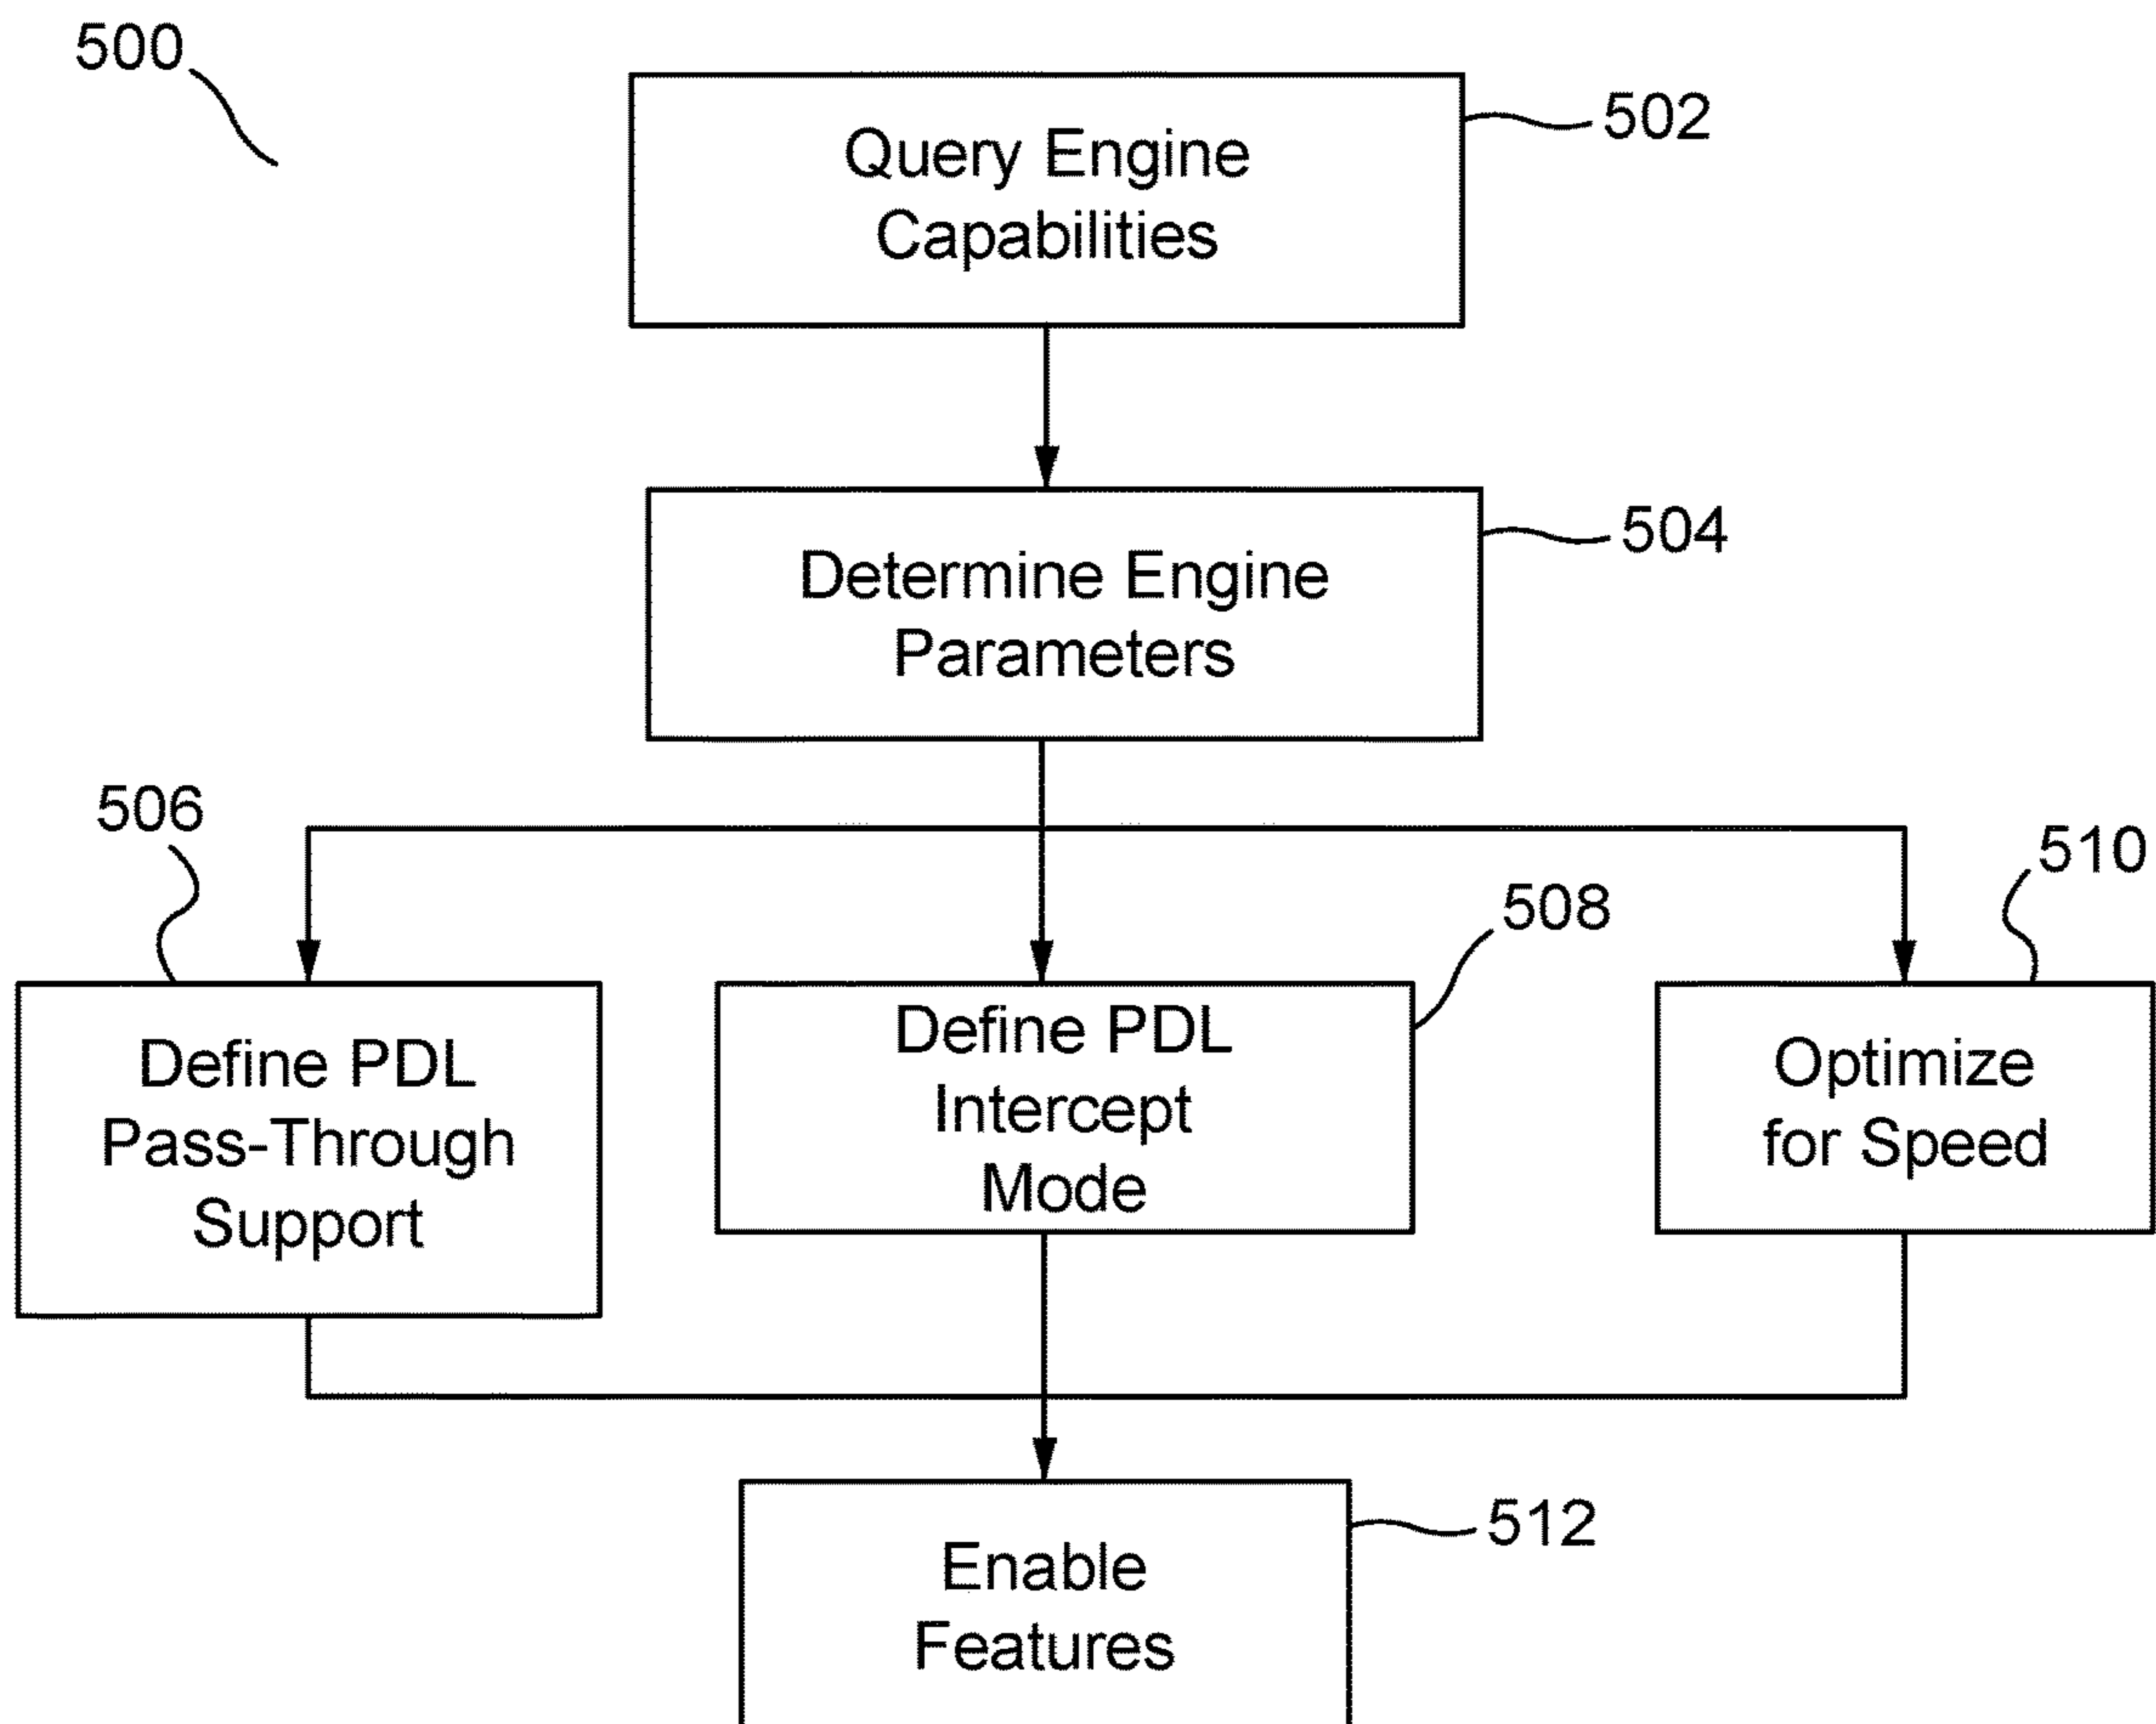 500
Query Engine
Capabilities
502
Determine Engine
Parameters
504
506
Define PDL
Pass-Through
Support
508
Define PDL
Intercept
Mode
510
Optimize
for Speed
Enable
Features
512